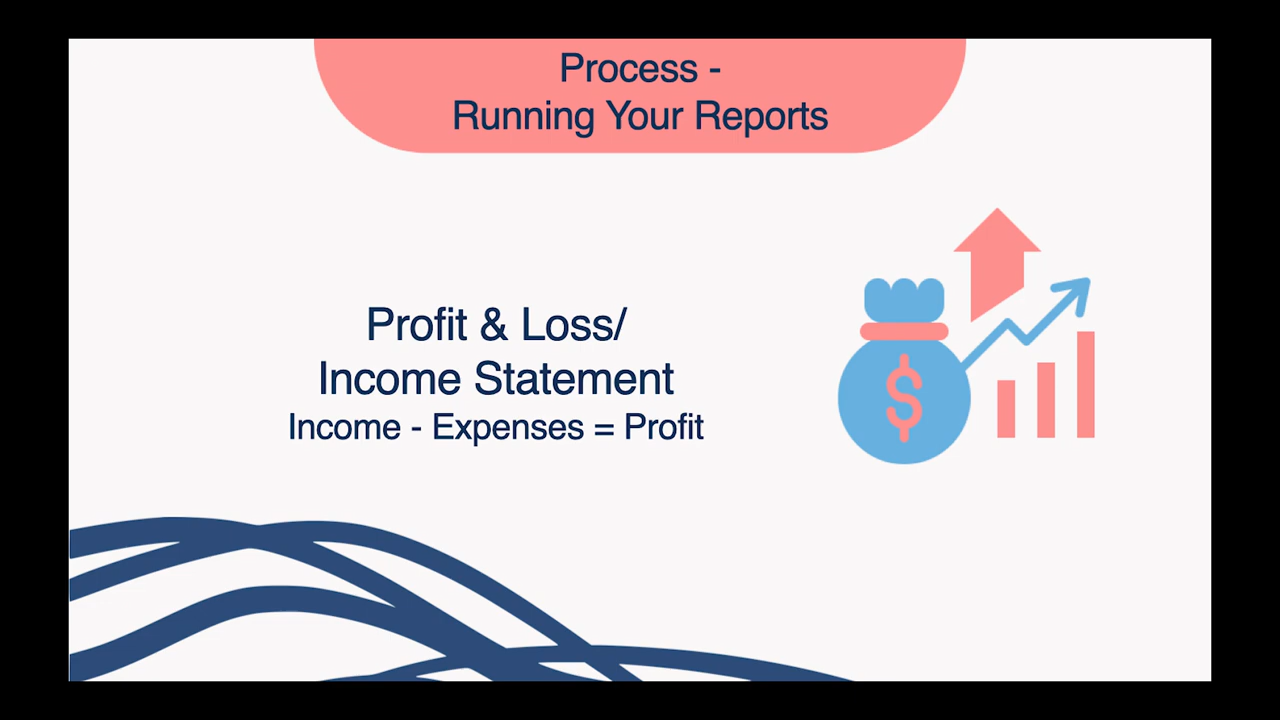 Process -
Running Your Reports
Profit & Loss/
Income Statement
Income - Expenses = Profit
$